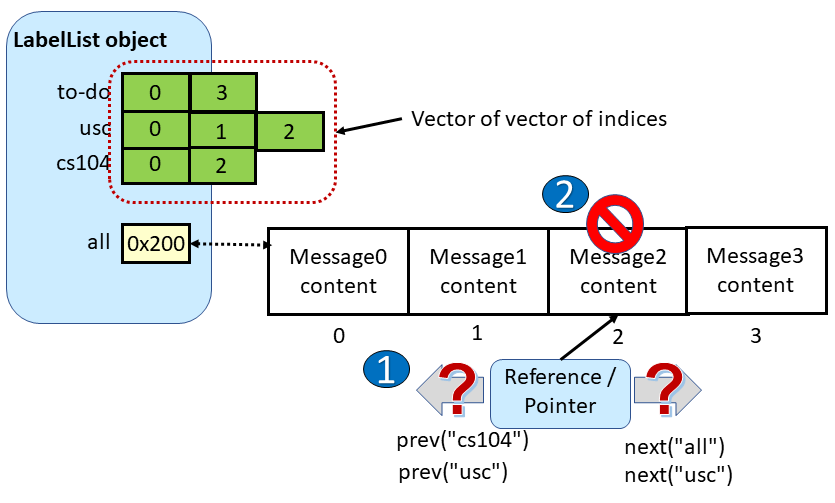 LabelList object
to-do 0 3
usc 0 1 2
cs104 0 2
Vector of vector of indices
all 0x200
2
Message0 content
Message1 content
Message2 content
Message3 content
0 1 2 3
1
?
Reference /
Pointer
?
prev("cs104")
prev("usc")
next("all")
next("usc")